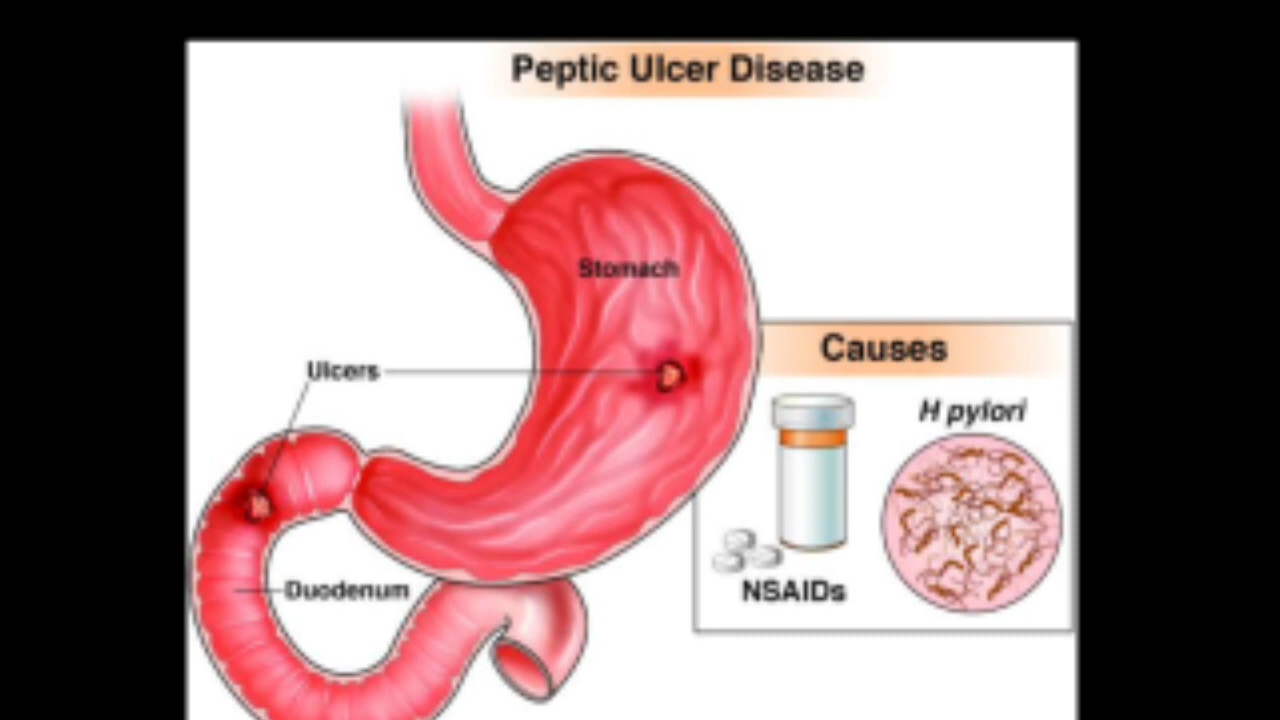 Peptic Ulcer Disease
Stomach
Causes
Ulcers
H pylori
Duodenum
NSAIDs